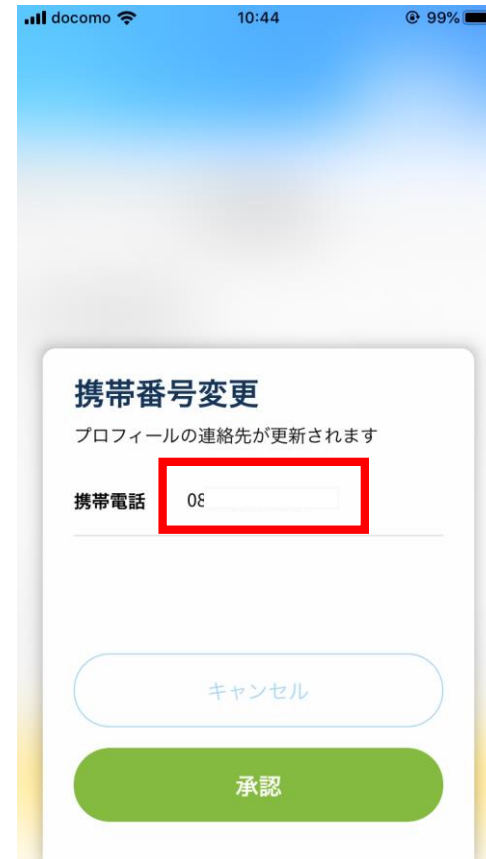 docomo 10:44 99%
携帯番号変更
プロフィールの連絡先が更新されます
携帯電話 08
キャンセル
承認